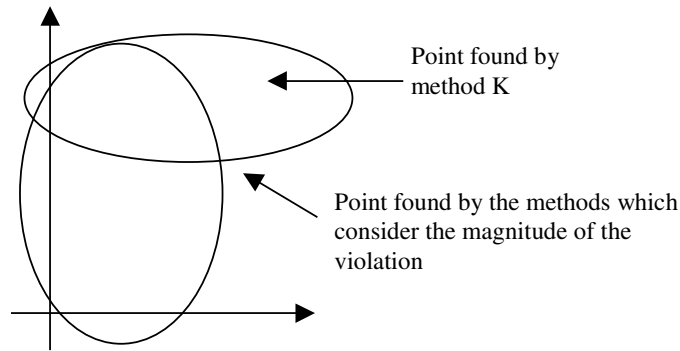 Point found by
method K
Point found by the methods which
consider the magnitude of the
violation